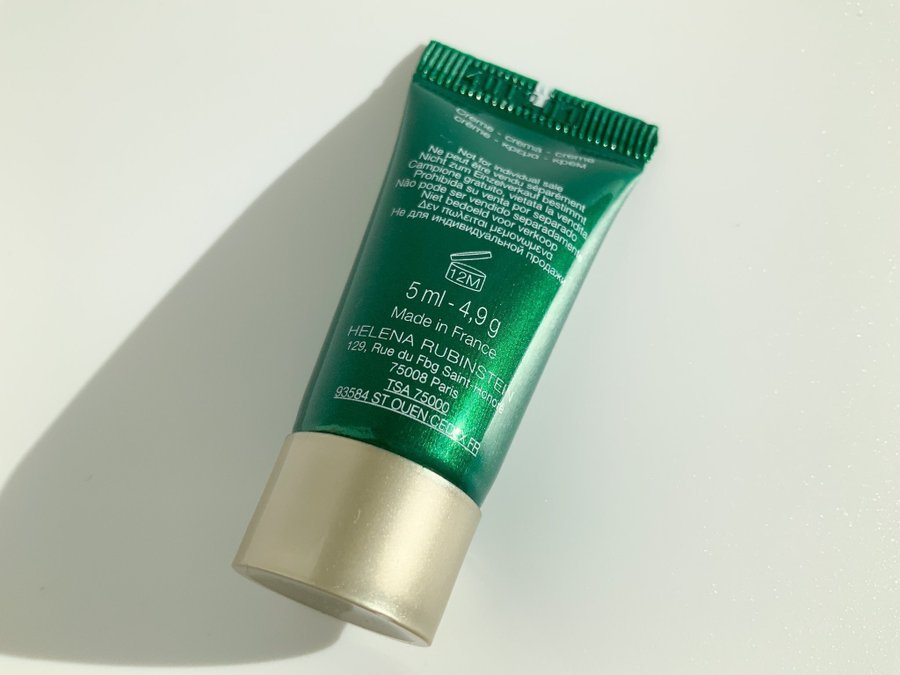 Crème - crema - creme
crème - κρεμα - крем
Not for individual sale
Ne peut être vendu séparément
Nicht zum Einzelverkauf bestimmt
Campione gratuito, vietata la vendita
Prohibida su venta por separado
Não pode ser vendido separadamente
Niet bedoeld voor verkoop
Δεν πωλείται μεμονωμένα
Не для индивидуальной продажи
12M
5 ml - 4,9 g
Made in France
HELENA RUBINSTEIN
129, Rue du Fbg Saint-Honoré
75008 Paris
TSA 75000
93584 ST OUEN CEDEX FR